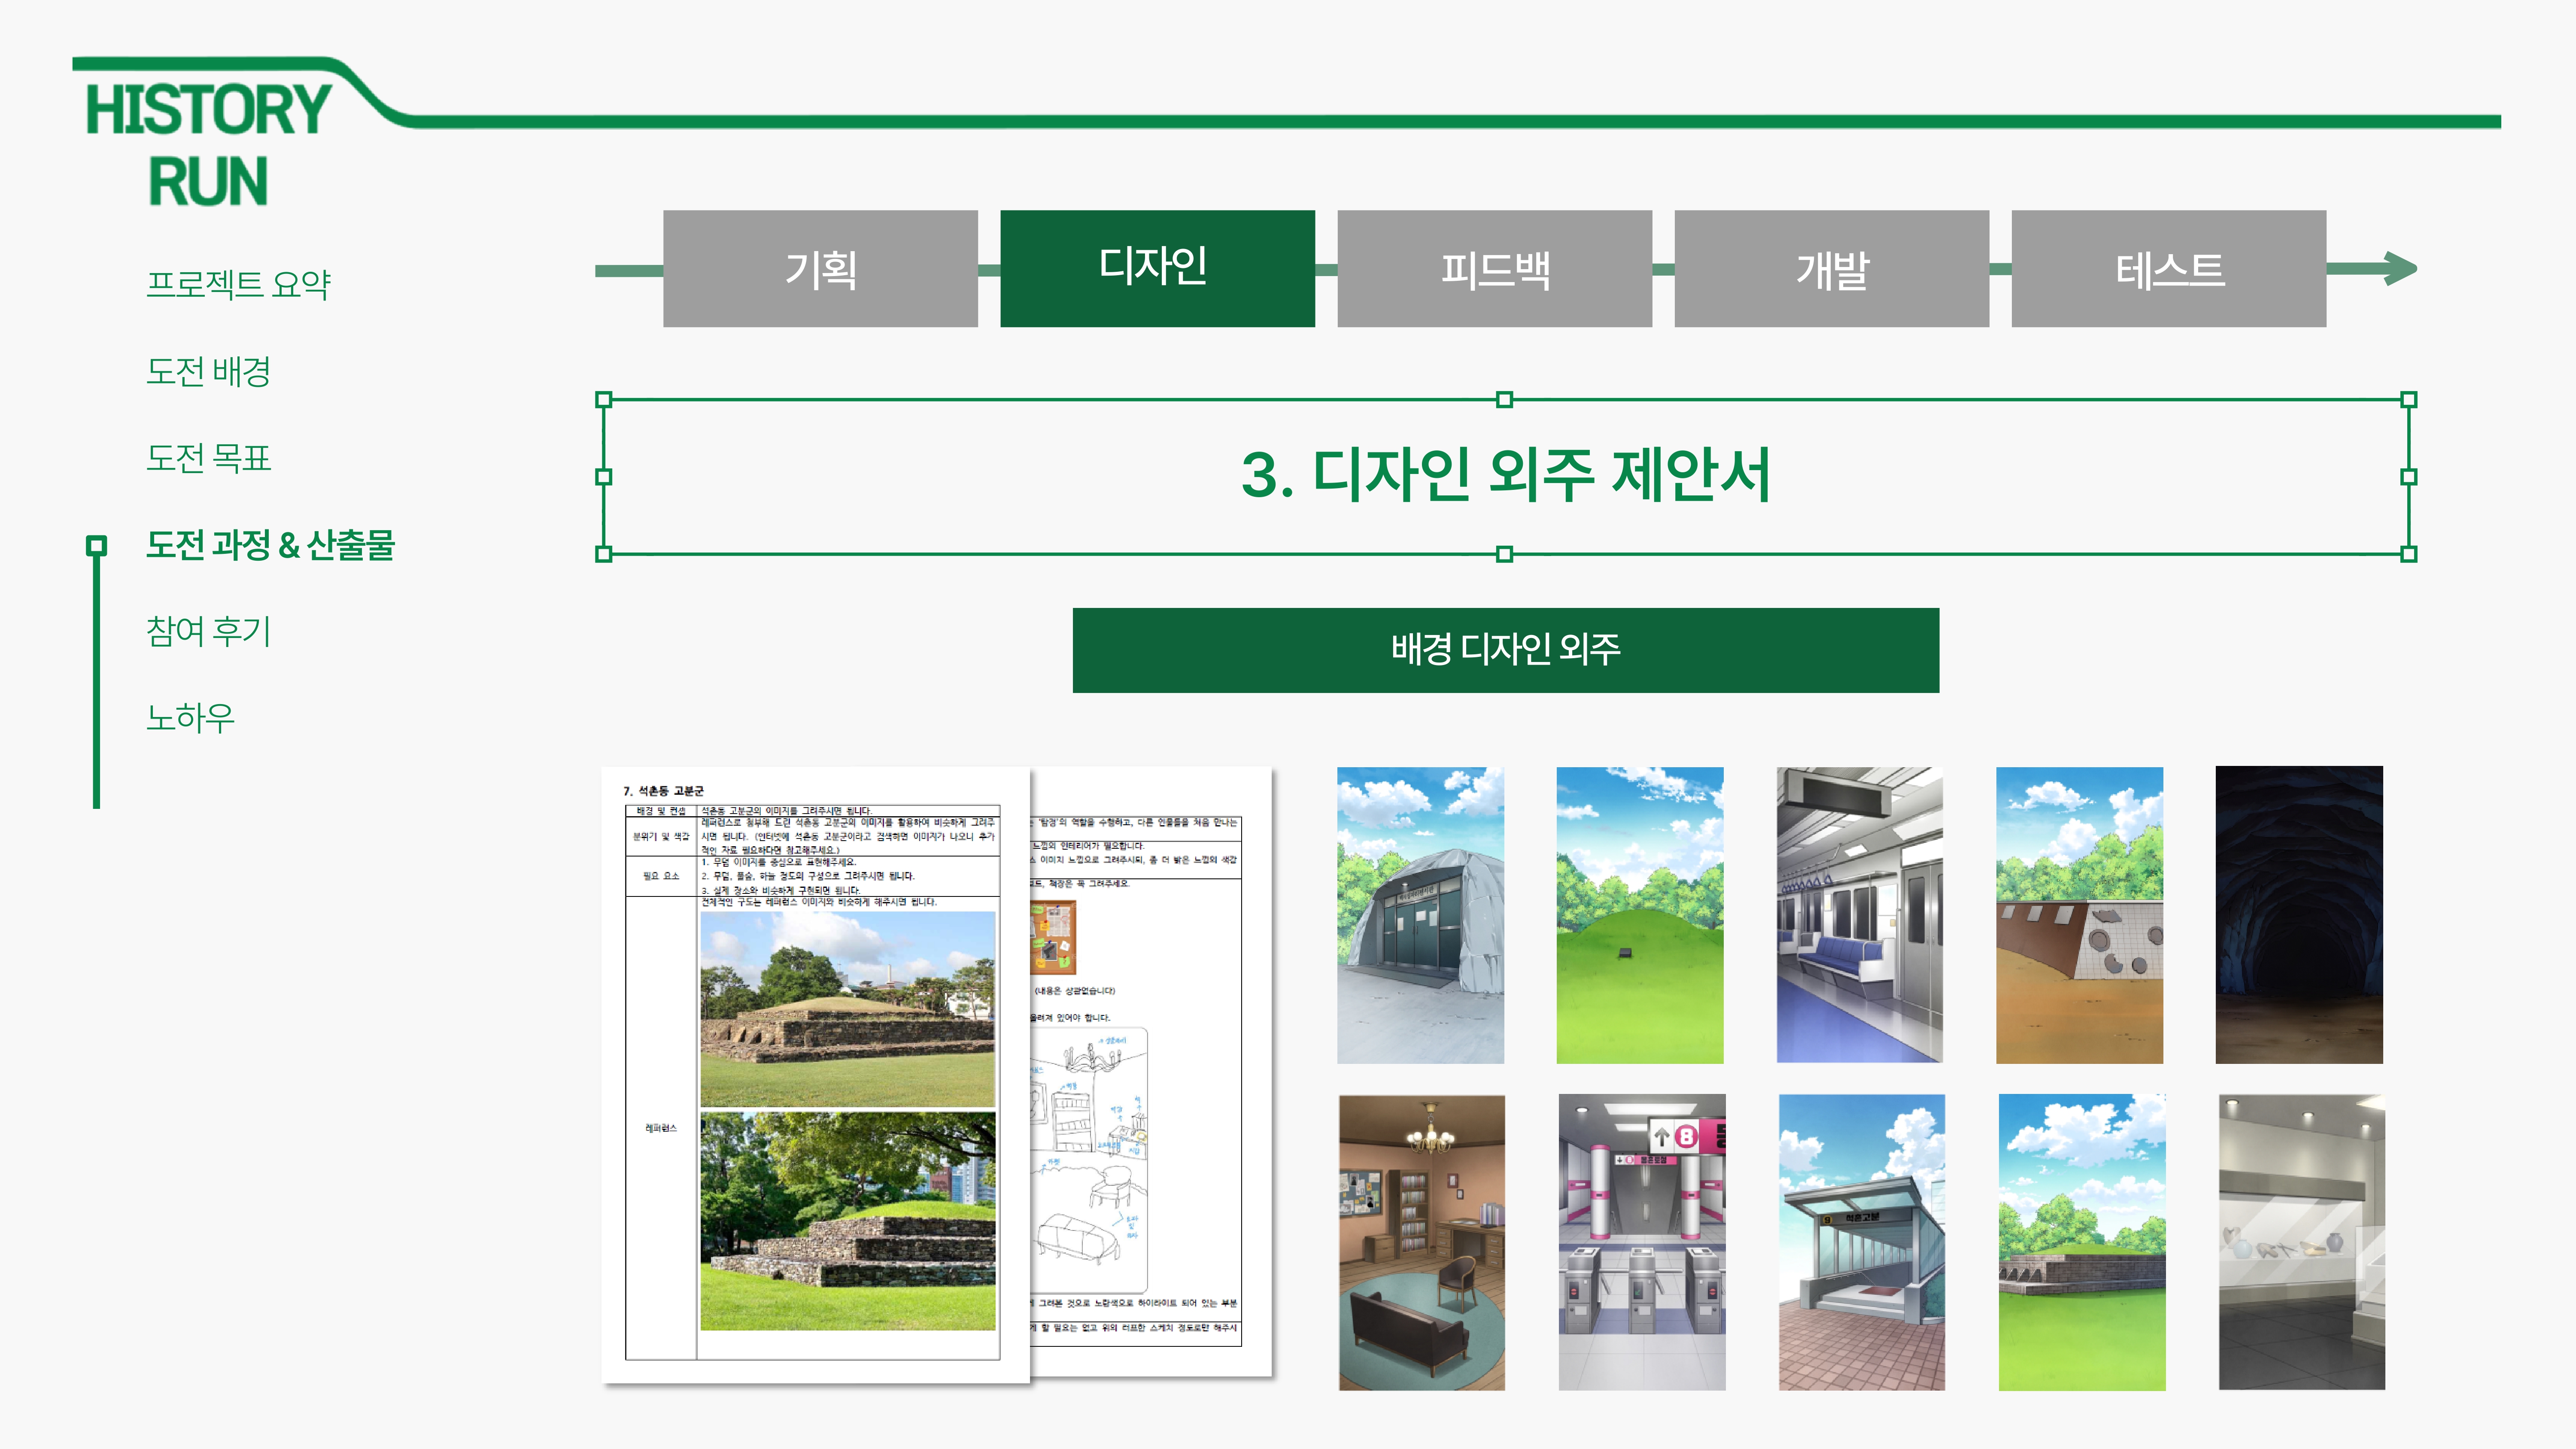 HISTORY
RUN
프로젝트 요약
도전 배경
도전 목표
도전 과정 & 산출물
참여 후기
노하우
기획
디자인
피드백
개발
테스트
3. 디자인 외주 제안서
배경 디자인 외주
7. 석촌동 고분군
배경 및 컨셉
석촌동 고분군의 이미지를 그려주시면 됩니다.
분위기 및 색감
레퍼런스로 첨부해 드린 석촌동 고분군의 이미지를 활용하여 비슷하게 그려주
시면 됩니다. (인터넷에 석촌동 고분군이라고 검색하면 이미지가 나오니 추가
적인 자료 필요하다면 참고해주세요.)
필요 요소
1. 무덤 이미지를 중심으로 표현해주세요.
2. 무덤, 풀숲, 하늘 정도의 구성으로 그려주시면 됩니다.
3. 실제 장소와 비슷하게 구현되면 됩니다.
레퍼런스
전체적인 구도는 레퍼런스 이미지와 비슷하게 해주시면 됩니다.
'탐정'의 역할을 수행하고, 다른 인물들을 처음 만나는
느낌의 인테리어가 필요합니다.
이미지 느낌으로 그려주시되, 좀 더 밝은 느낌의 색감
책장은 꼭 그려주세요.
(내용은 상관없습니다)
올려져 있어야 합니다.
그려본 것으로 노란색으로 하이라이트 되어 있는 부분
할 필요는 없고 위의 러프한 스케치 정도로만 해주시
8
9 석촌고분